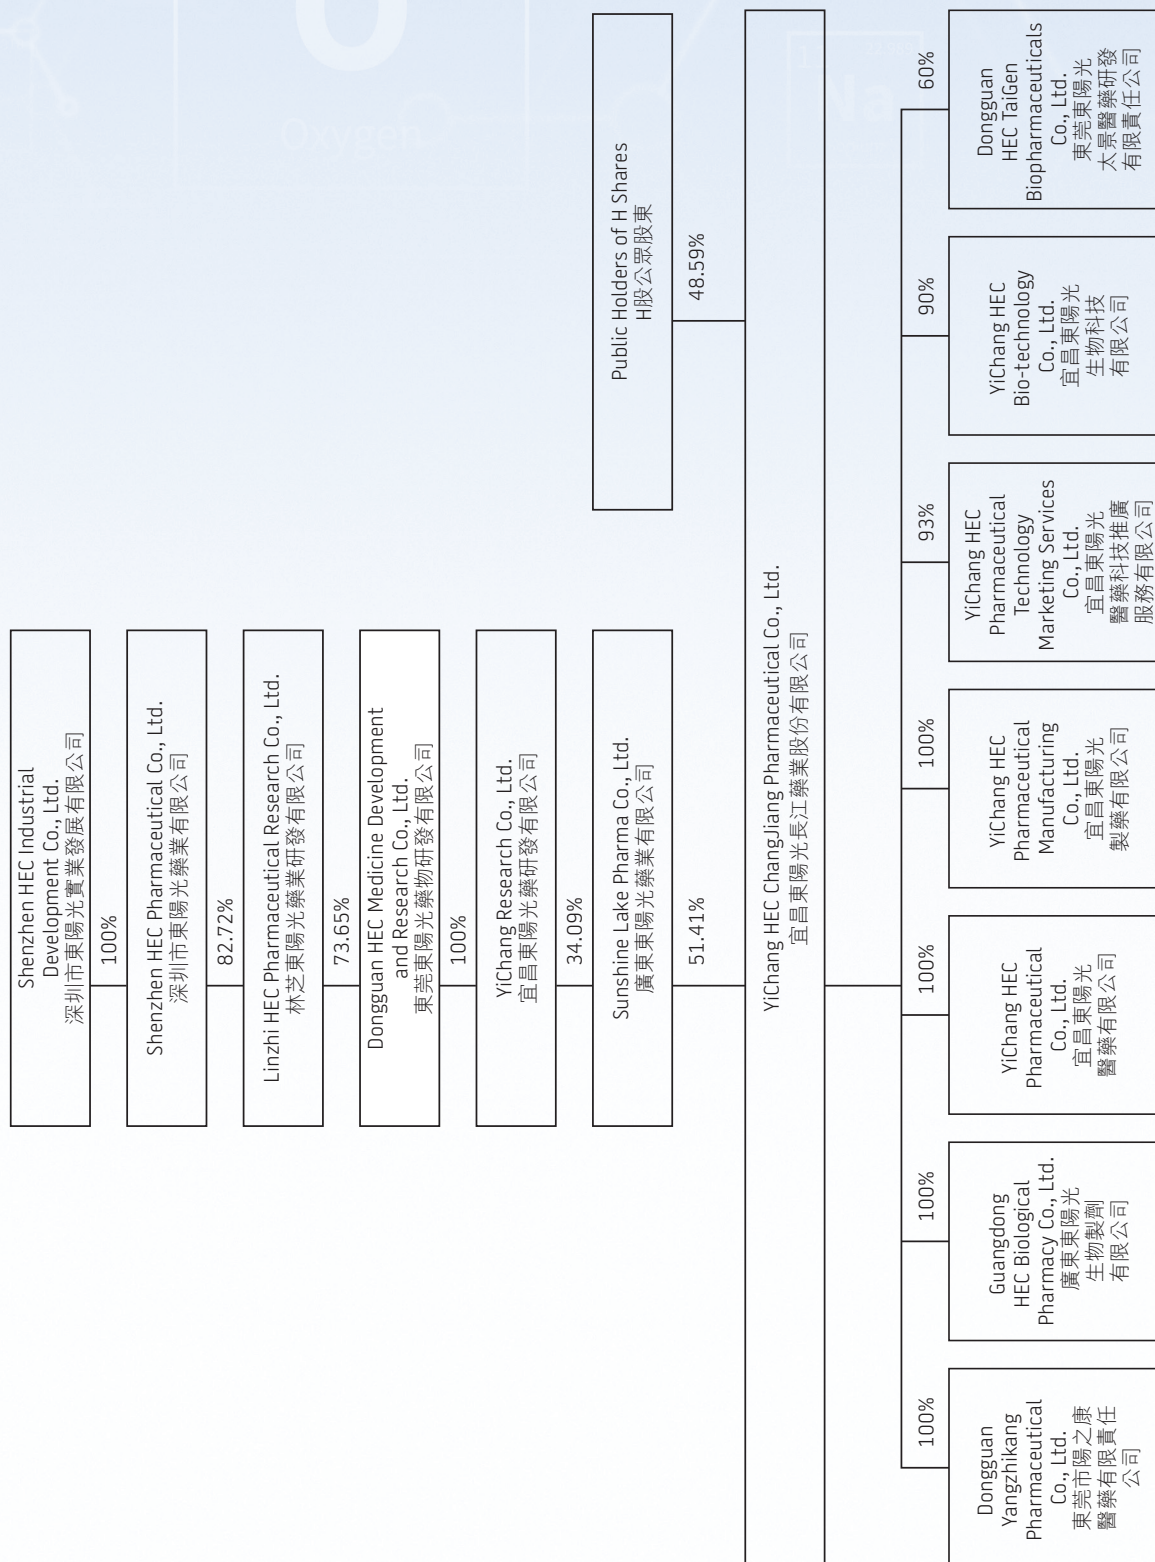 Shenzhen HEC Industrial
Development Co., Ltd.
深圳市東陽光實業發展有限公司
100%
Shenzhen HEC Pharmaceutical Co., Ltd.
深圳市東陽光藥業有限公司
82.72%
Linzhi HEC Pharmaceutical Research Co., Ltd.
林芝東陽光藥業研發有限公司
73.65%
Dongguan HEC Medicine Development
and Research Co., Ltd.
東莞東陽光藥物研發有限公司
100%
YiChang Research Co., Ltd.
宜昌東陽光藥研發有限公司
34.09%
Sunshine Lake Pharma Co., Ltd.
廣東東陽光藥業有限公司
51.41%
Public Holders of H Shares
H股公眾股東
48.59%
YiChang HEC ChangJiang Pharmaceutical Co., Ltd.
宜昌東陽光長江藥業股份有限公司
100%
Dongguan
Yangzhikang
Pharmaceutical
Co., Ltd.
東莞市陽之康
醫藥有限責任
公司
100%
Guangdong
HEC Biological
Pharmacy Co., Ltd.
廣東東陽光
生物製劑
有限公司
100%
YiChang HEC
Pharmaceutical
Co., Ltd.
宜昌東陽光
醫藥有限公司
100%
YiChang HEC
Pharmaceutical
Manufacturing
Co., Ltd.
宜昌東陽光
製藥有限公司
93%
YiChang HEC
Pharmaceutical
Technology
Marketing Services
Co., Ltd.
宜昌東陽光
醫藥科技推廣
服務有限公司
90%
YiChang HEC
Bio-technology
Co., Ltd.
宜昌東陽光
生物科技
有限公司
60%
Dongguan
HEC TaiGen
Biopharmaceuticals
Co., Ltd.
東莞東陽光
太景醫藥研發
有限責任公司
Na